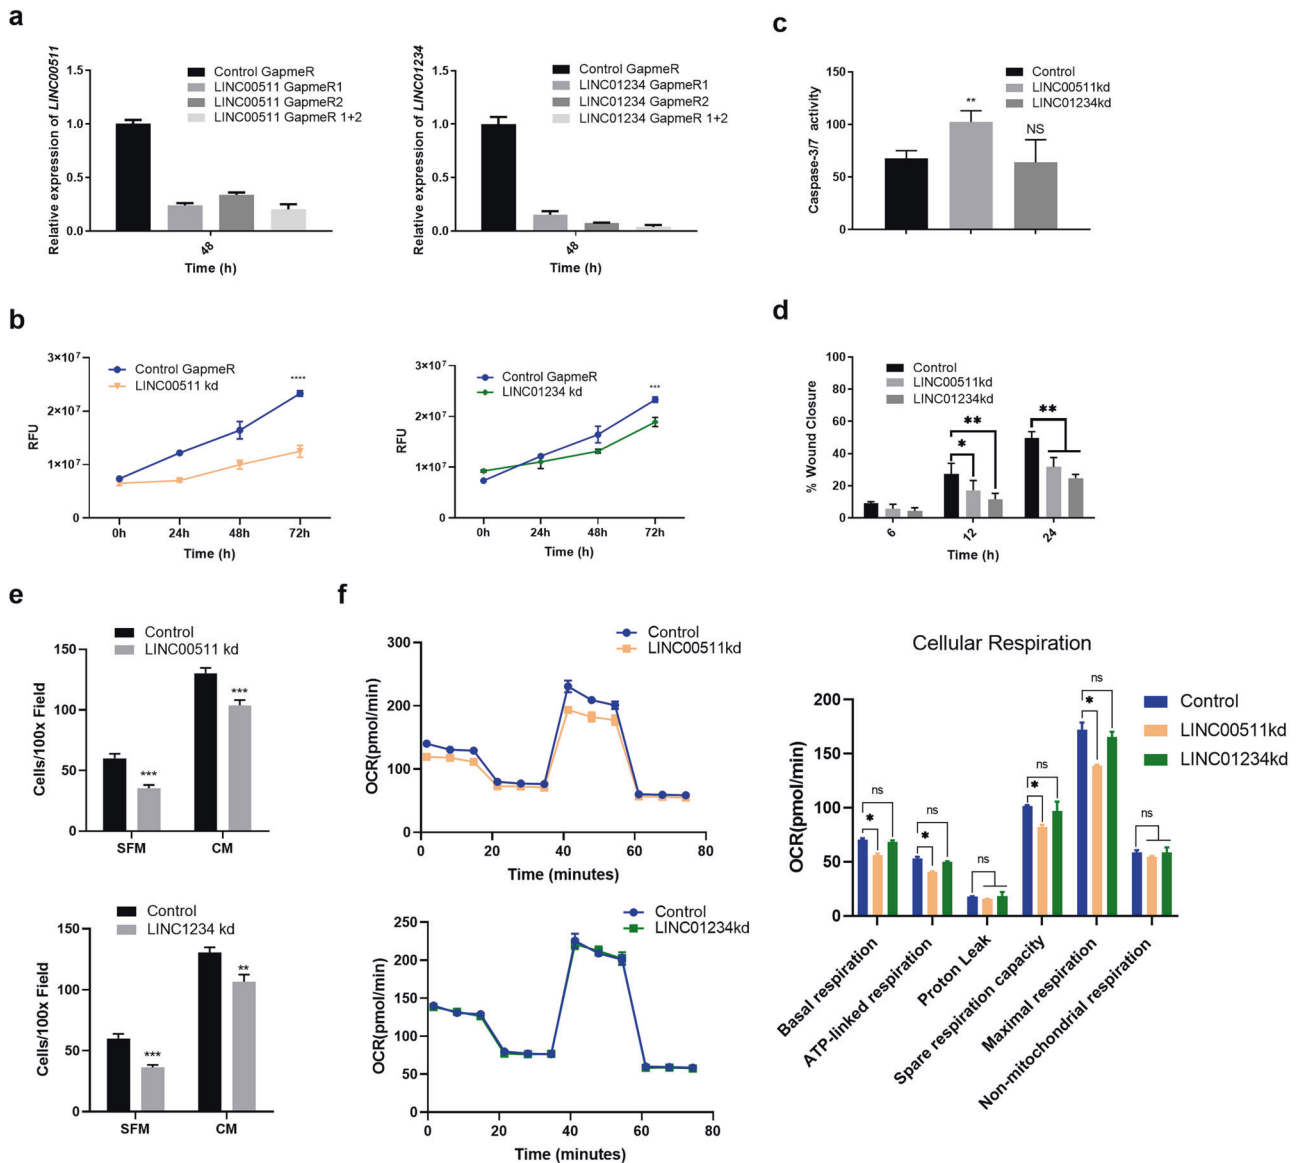 a
Relative expression of LINC00511
1.5
1.0
0.5
0.0
Control GapmeR
LINC00511 GapmeR1
LINC00511 GapmeR2
LINC00511 GapmeR 1+2
48
Time (h)
Relative expression of LINC01234
1.5
1.0
0.5
0.0
Control GapmeR
LINC01234 GapmeR1
LINC01234 GapmeR2
LINC01234 GapmeR 1+2
48
Time (h)
c
Caspase-3/7 activity
150
100
50
0
Control
LINC00511kd
LINC01234kd
**
NS
b
RFU
3×10⁷
2×10⁷
1×10⁷
0
Control GapmeR
LINC00511 kd
****
0h 24h 48h 72h
Time (h)
RFU
3×10⁷
2×10⁷
1×10⁷
0
Control GapmeR
LINC01234 kd
***
0h 24h 48h 72h
Time (h)
d
% Wound Closure
100
80
60
40
20
0
Control
LINC00511kd
LINC01234kd
**
*
**
6 12 24
Time (h)
e
Control
LINC00511 kd
Cells/100x Field
150
100
50
0
***
***
SFM CM
Control
LINC1234 kd
Cells/100x Field
150
100
50
0
***
**
SFM CM
f
OCR(pmol/min)
300
200
100
0
Control
LINC00511kd
0 20 40 60 80
Time (minutes)
OCR(pmol/min)
250
200
150
100
50
0
Control
LINC01234kd
0 20 40 60 80
Time (minutes)
Cellular Respiration
OCR(pmol/min)
200
150
100
50
0
Control
LINC00511kd
LINC01234kd
ns
*
ns
*
ns
ns
*
ns
*
ns
Basal respiration
ATP-linked respiration
Proton Leak
Spare respiration capacity
Maximal respiration
Non-mitochondrial respiration